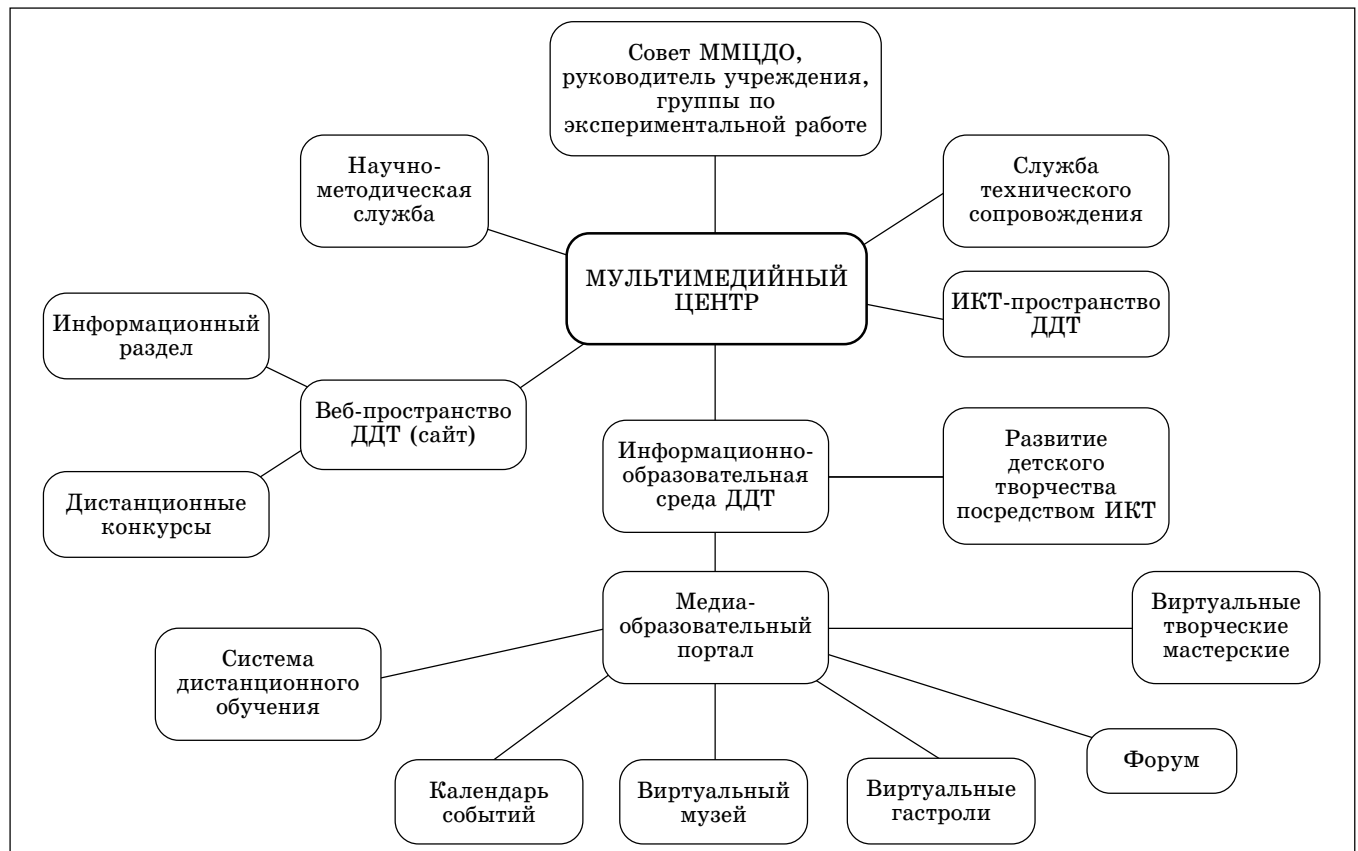 Совет ММЦДО,
руководитель учреждения,
группы по
экспериментальной работе
Научно-
методическая
служба
Служба
технического
сопровождения
МУЛЬТИМЕДИЙНЫЙ
ЦЕНТР
ИКТ-пространство
ДДТ
Информационный
раздел
Веб-пространство
ДДТ (сайт)
Дистанционные
конкурсы
Информационно-
образовательная
среда ДДТ
Развитие
детского
творчества
посредством ИКТ
Медиа-
образовательный
портал
Виртуальные
творческие
мастерские
Система
дистанционного
обучения
Форум
Календарь
событий
Виртуальный
музей
Виртуальные
гастроли